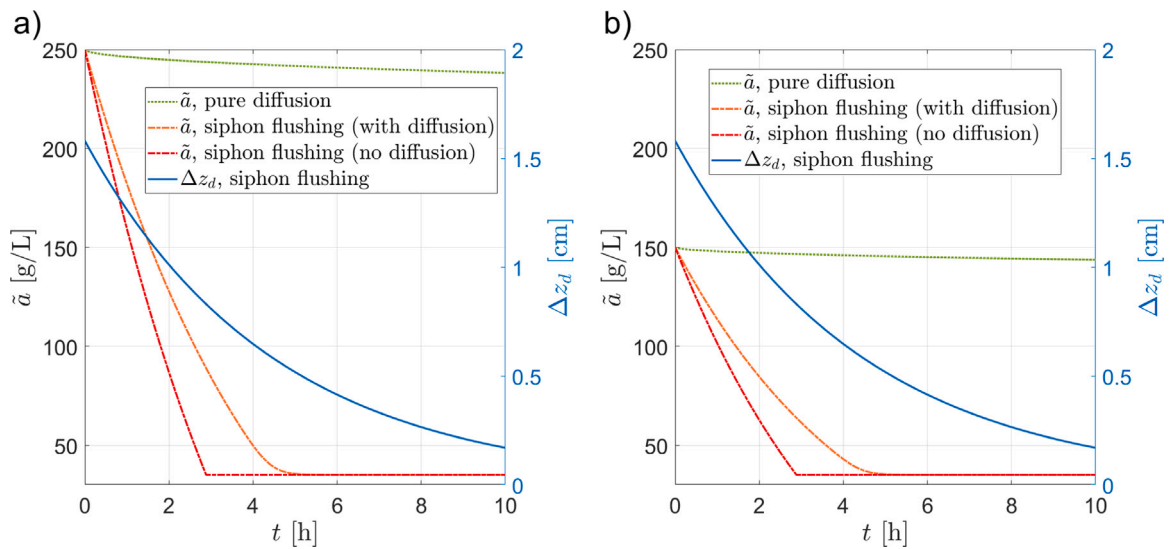 a)
250
200
150
100
50
ã [g/L]
ã, pure diffusion
ã, siphon flushing (with diffusion)
ã, siphon flushing (no diffusion)
Δz_d, siphon flushing
2
1.5
1
0.5
0
Δz_d [cm]
0 2 4 6 8 10
t [h]
b)
250
200
150
100
50
ã [g/L]
ã, pure diffusion
ã, siphon flushing (with diffusion)
ã, siphon flushing (no diffusion)
Δz_d, siphon flushing
2
1.5
1
0.5
0
Δz_d [cm]
0 2 4 6 8 10
t [h]